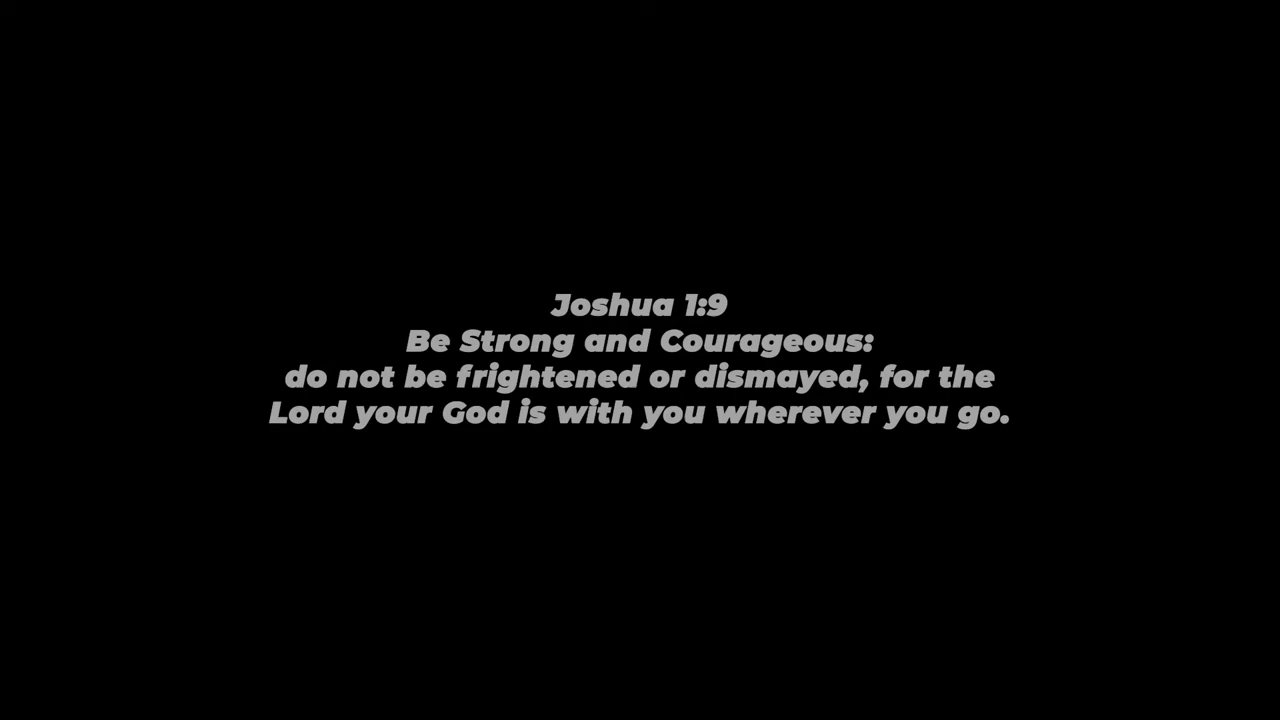 Joshua 1:9
Be Strong and Courageous:
do not be frightened or dismayed, for the
Lord your God is with you wherever you go.